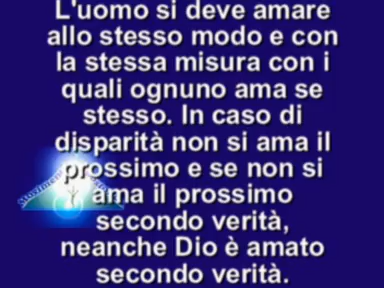 L'uomo si deve amare
allo stesso modo e con
la stessa misura con i
quali ognuno ama se
stesso. In caso di
disparità non si ama il
prossimo e se non si
ama il prossimo
secondo verità,
neanche Dio è amato
secondo verità.